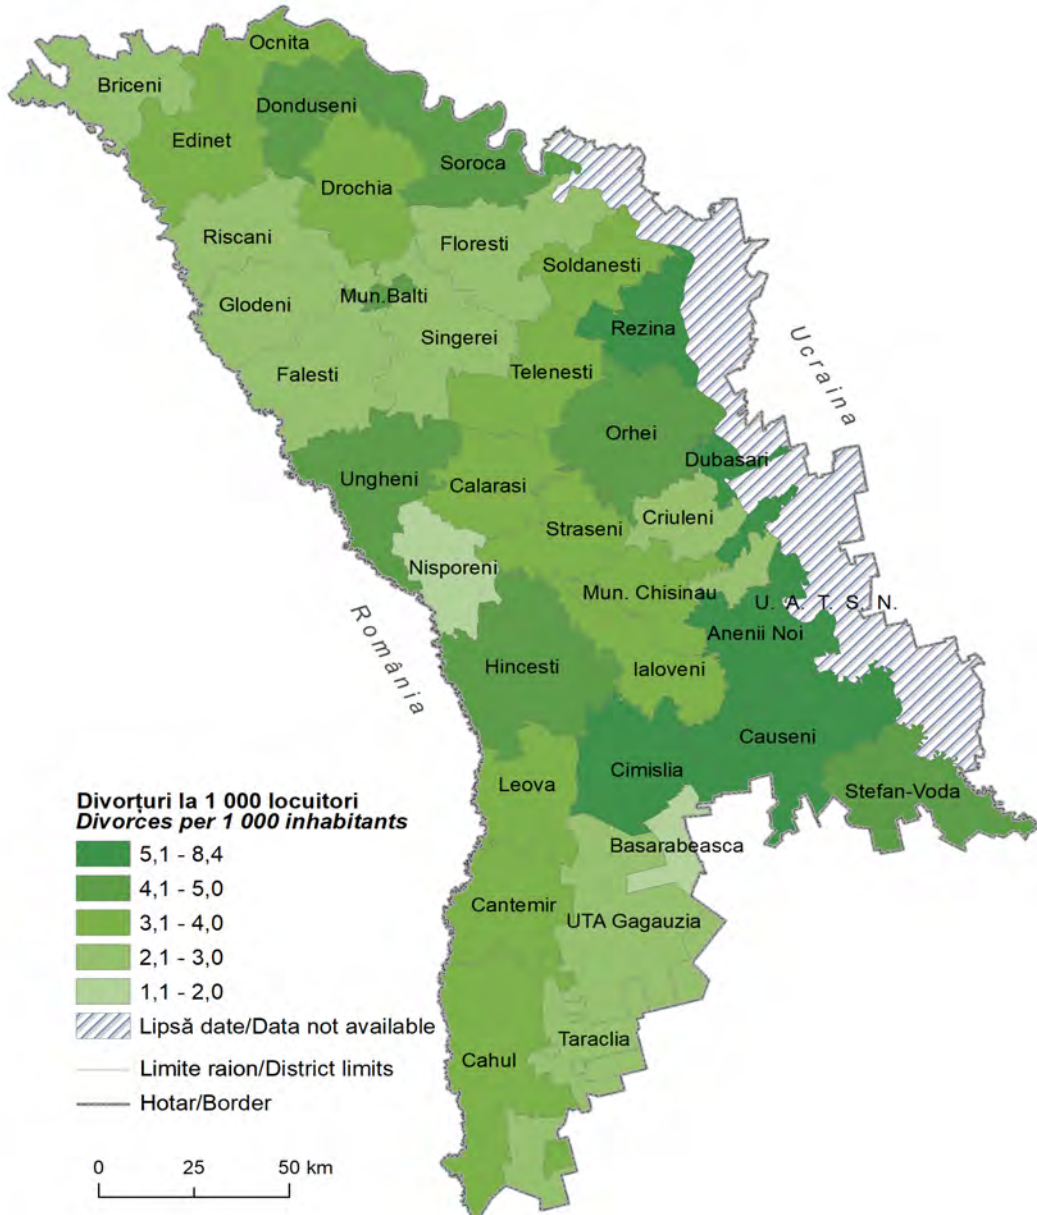 Ocnita
Briceni
Donduseni
Edinet
Soroca
Drochia
Riscani
Floresti
Soldanesti
Mun.Balti
Glodeni
Rezina
Singerei
Ucraina
Falesti
Telenesti
Orhei
Dubasari
Ungheni
Calarasi
Criuleni
Straseni
Nisporeni
Mun. Chisinau
U. A. T. S. N.
Anenii Noi
România
Hincesti
Ialoveni
Causeni
Cimislia
Leova
Stefan-Voda
Basarabeasca
Cantemir
UTA Gagauzia
Taraclia
Cahul
Divorțuri la 1 000 locuitori
Divorces per 1 000 inhabitants
5,1 - 8,4
4,1 - 5,0
3,1 - 4,0
2,1 - 3,0
1,1 - 2,0
Lipsă date/Data not available
Limite raion/District limits
Hotar/Border
0 25 50 km